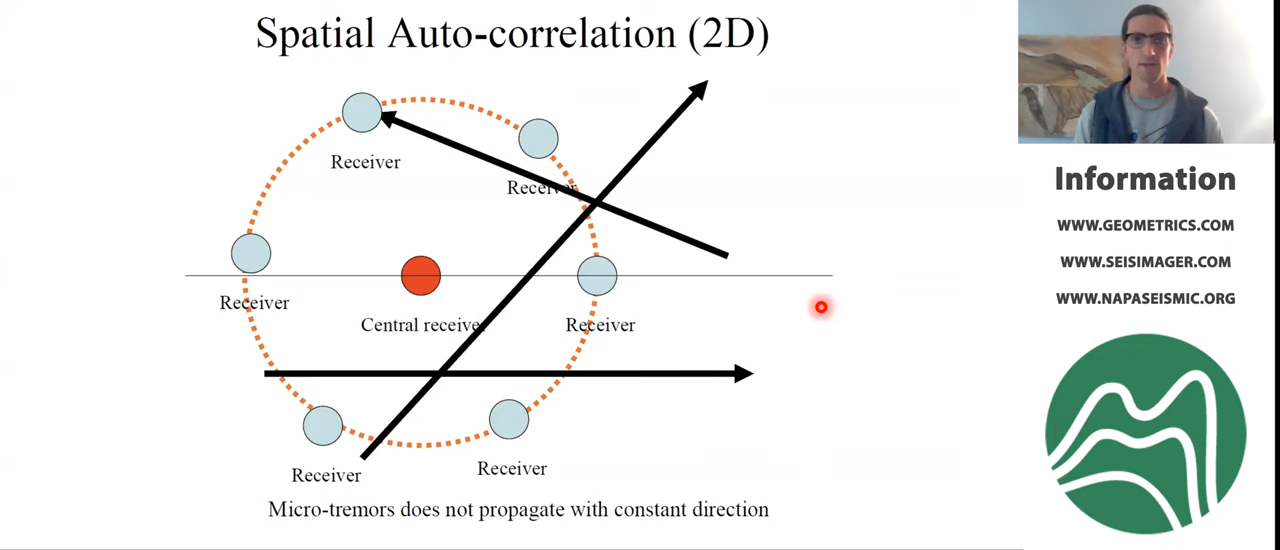 Spatial Auto-correlation (2D)
Receiver
Receiver
Receiver
Central receiver
Receiver
Receiver
Receiver
Micro-tremors does not propagate with constant direction
Information
WWW.GEOMETRICS.COM
WWW.SEISIMAGER.COM
WWW.NAPASEISMIC.ORG